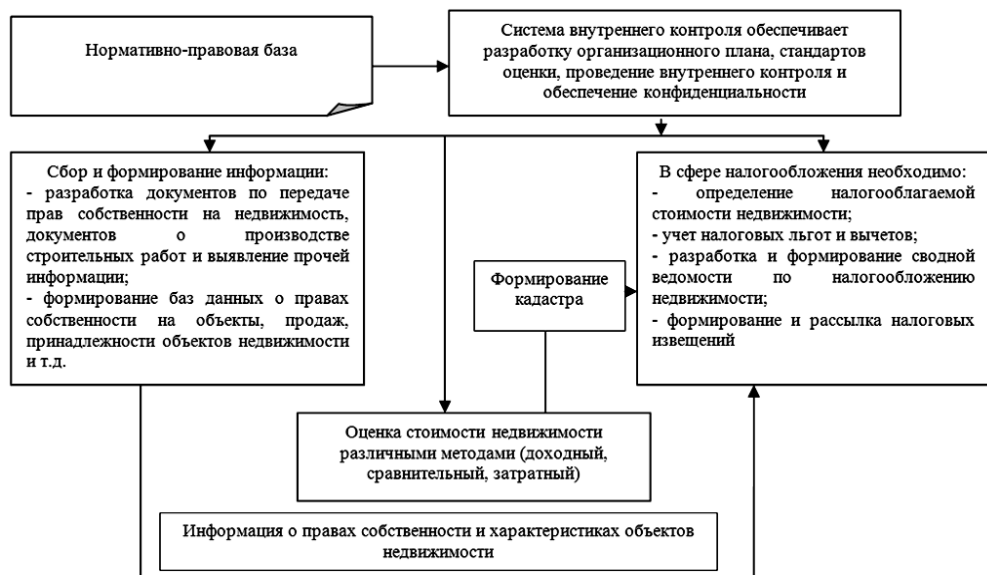 Нормативно-правовая база
Система внутреннего контроля обеспечивает
разработку организационного плана, стандартов
оценки, проведение внутреннего контроля и
обеспечение конфиденциальности
Сбор и формирование информации:
- разработка документов по передаче
прав собственности на недвижимость,
документов о производстве
строительных работ и выявление прочей
информации;
- формирование баз данных о правах
собственности на объекты, продаж,
принадлежности объектов недвижимости
и т.д.
Формирование
кадастра
В сфере налогообложения необходимо:
- определение налогооблагаемой
стоимости недвижимости;
- учет налоговых льгот и вычетов;
- разработка и формирование сводной
ведомости по налогообложению
недвижимости;
- формирование и рассылка налоговых
извещений
Оценка стоимости недвижимости
различными методами (доходный,
сравнительный, затратный)
Информация о правах собственности и характеристиках объектов
недвижимости